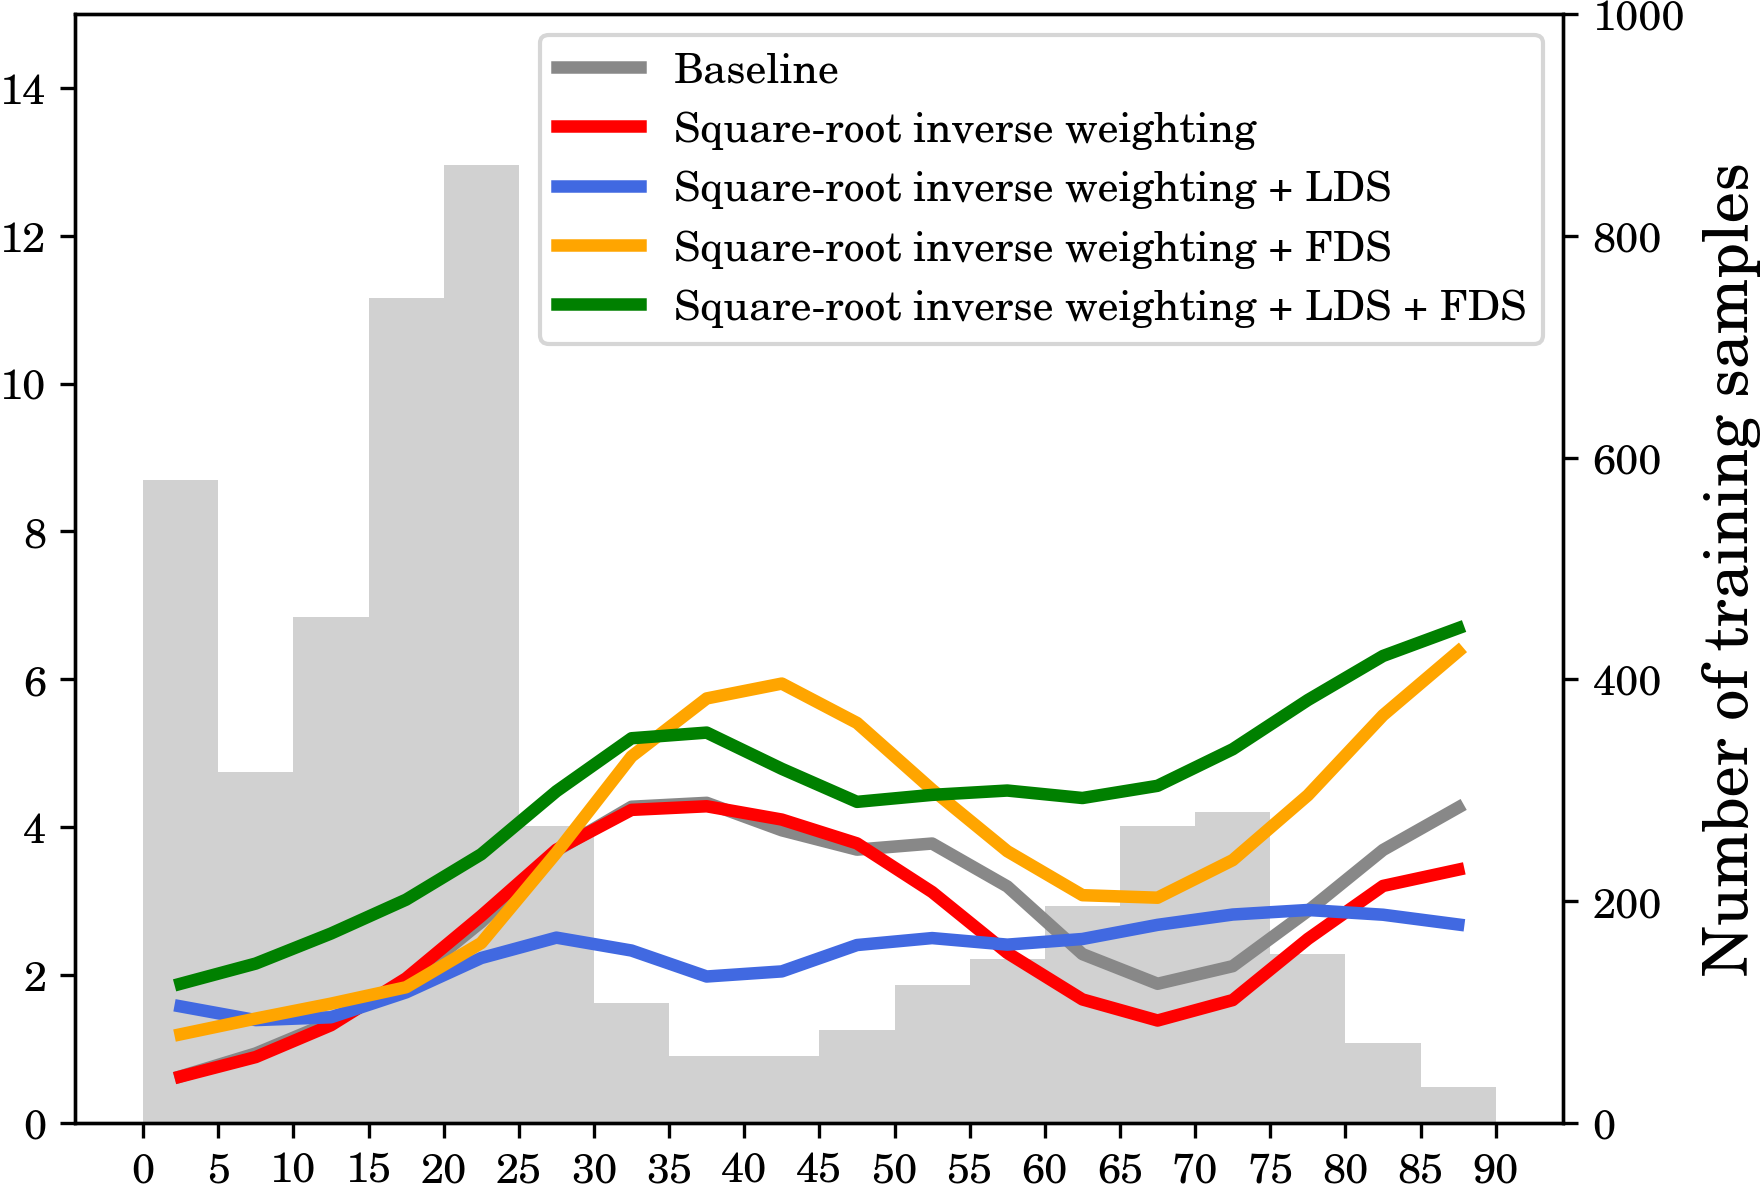 Baseline
Square-root inverse weighting
Square-root inverse weighting + LDS
Square-root inverse weighting + FDS
Square-root inverse weighting + LDS + FDS
14
12
10
8
6
4
2
0
1000
800
600
400
200
0
Number of training samples
0 5 10 15 20 25 30 35 40 45 50 55 60 65 70 75 80 85 90